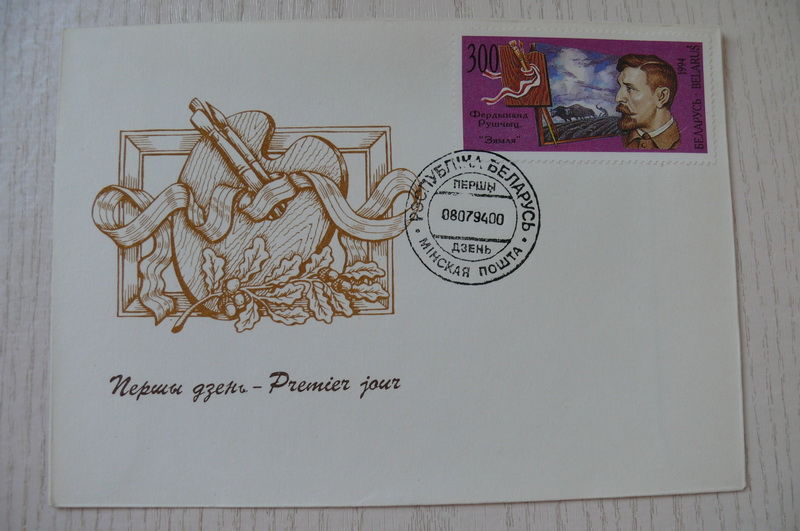 300
Фердынанд
Рушчыц.
"Зямля"
1994
БЕЛАРУСЬ BELARUS
РЭСПУБЛІКА БЕЛАРУСЬ
ПЕРШЫ
08079400
ДЗЕНЬ
МІНСКАЯ ПОШТА
Першы дзень - Premier jour